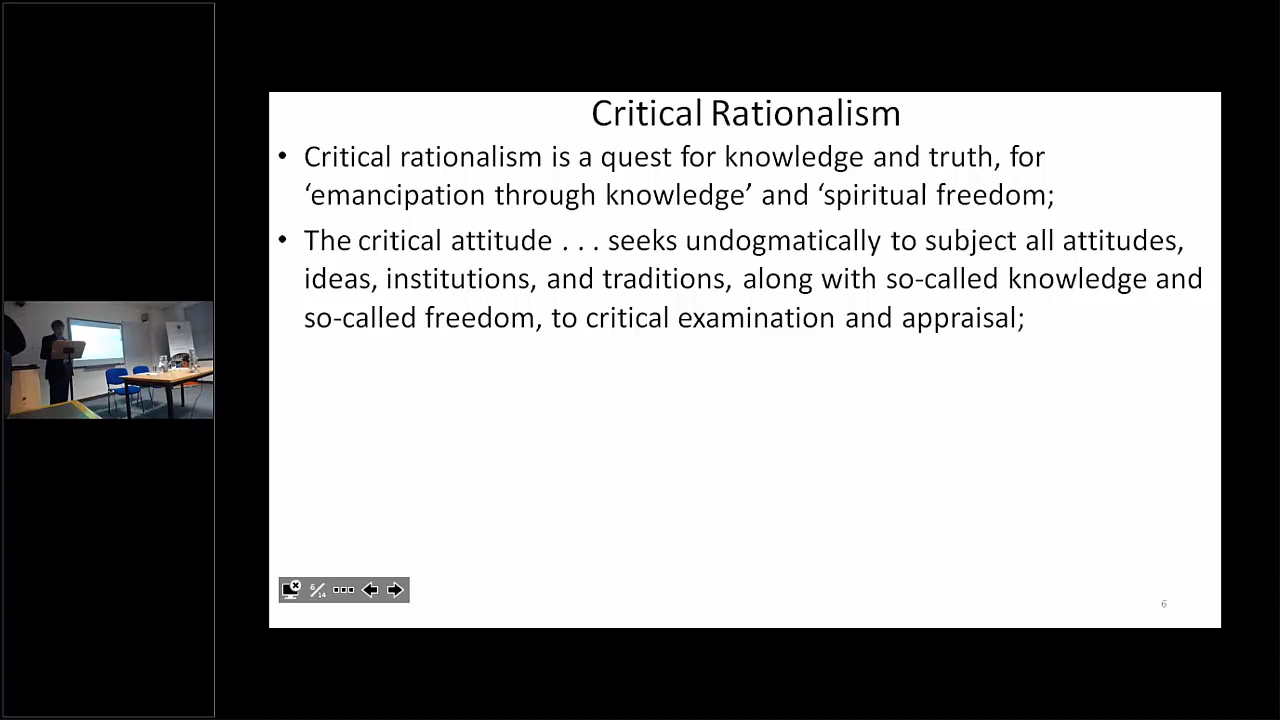 Critical Rationalism
• Critical rationalism is a quest for knowledge and truth, for
‘emancipation through knowledge’ and ‘spiritual freedom;
• The critical attitude . . . seeks undogmatically to subject all attitudes,
ideas, institutions, and traditions, along with so-called knowledge and
so-called freedom, to critical examination and appraisal;
6/14
6